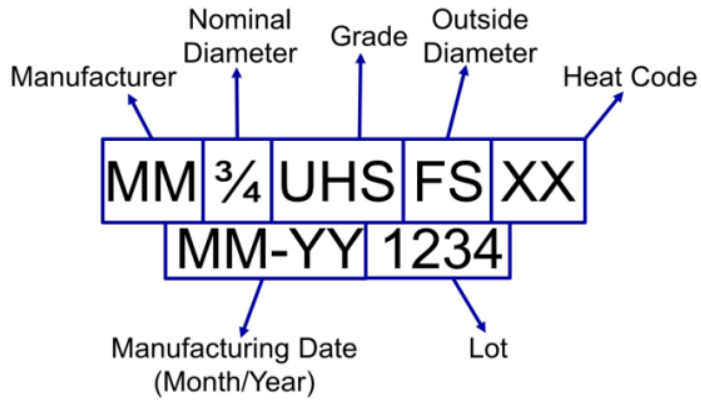 Nominal
Diameter
Grade
Outside
Diameter
Manufacturer
Heat Code
MM ¾ UHS FS XX
MM-YY 1234
Manufacturing Date
(Month/Year)
Lot